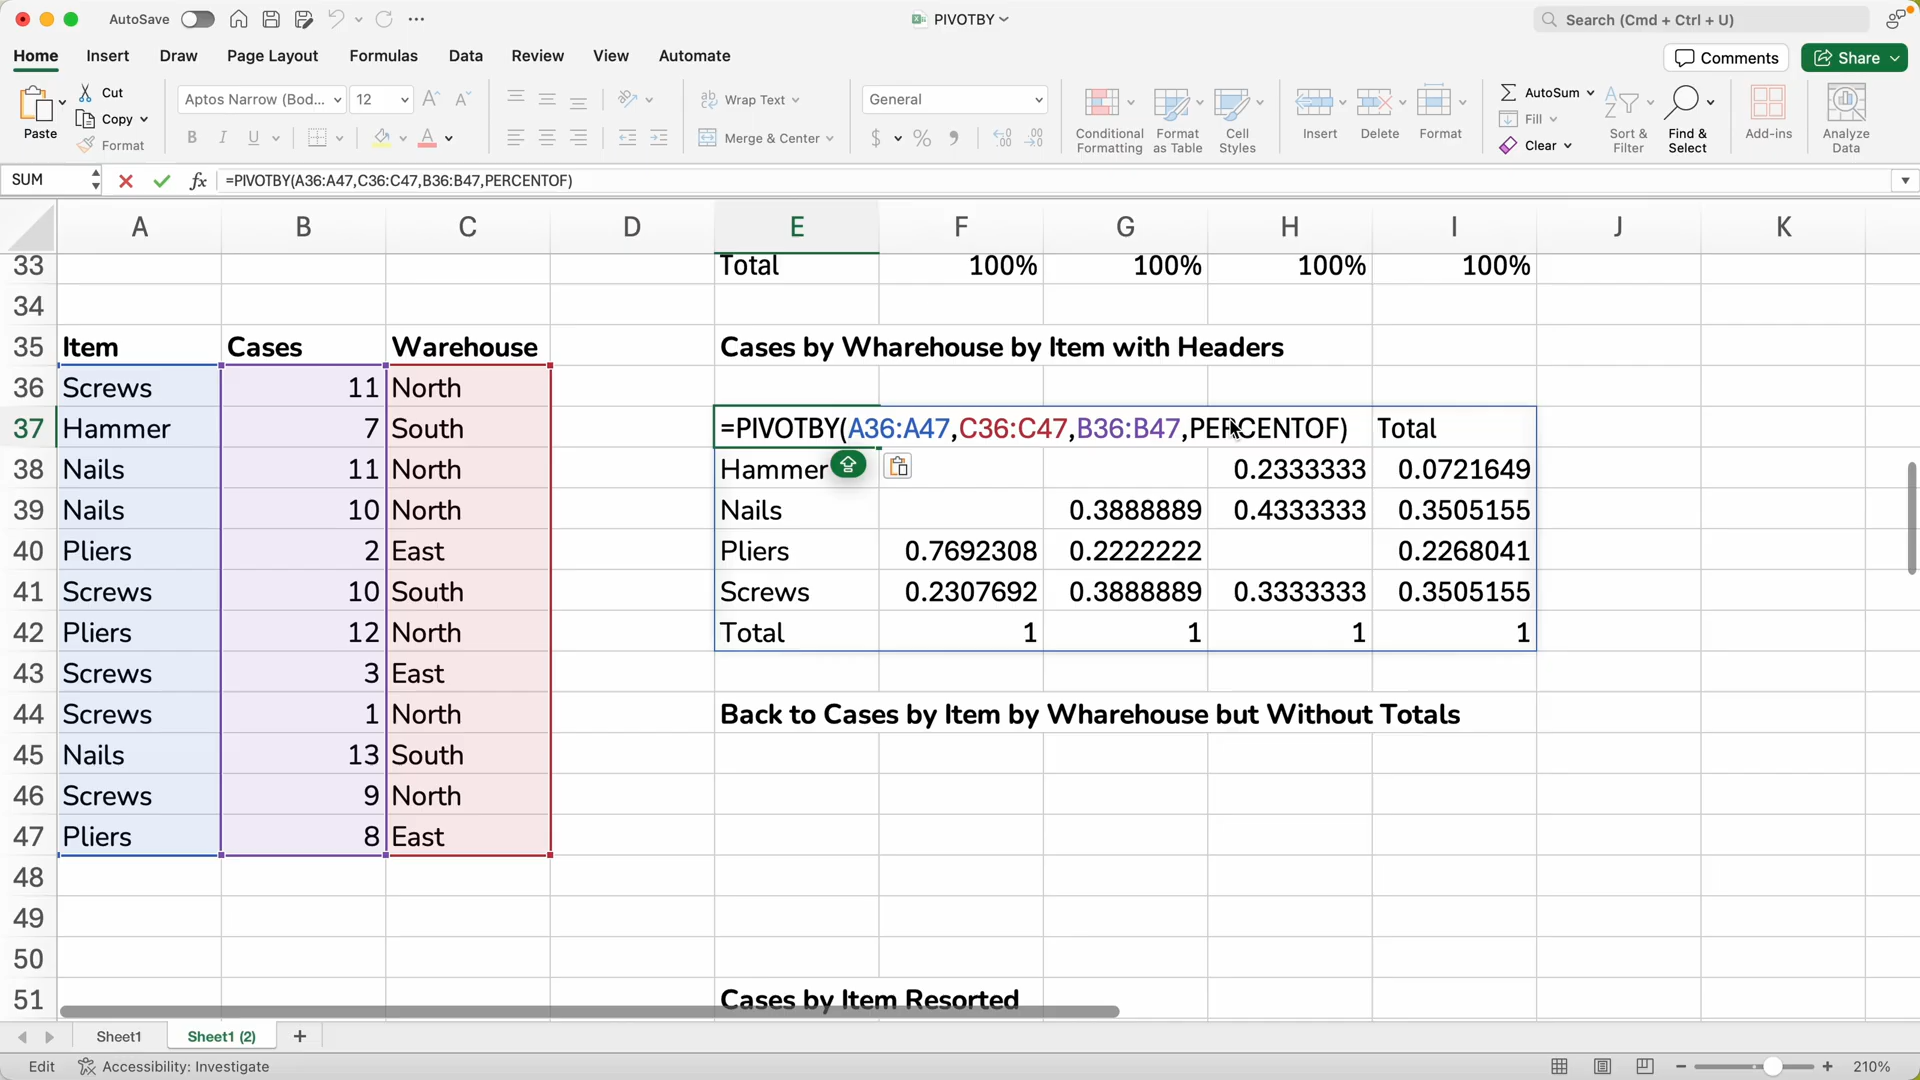 AutoSave
PIVOTBY
Search (Cmd + Ctrl + U)
Home Insert Draw Page Layout Formulas Data Review View Automate
Comments Share
Paste Cut Copy Format
Aptos Narrow (Bod... 12
B I U
Wrap Text
Merge & Center
General
Conditional Formatting
Format as Table
Cell Styles
Insert Delete Format
AutoSum
Fill
Clear
Sort & Filter
Find & Select
Add-ins
Analyze Data
SUM fx =PIVOTBY(A36:A47,C36:C47,B36:B47,PERCENTOF)
A B C D E F G H I J K
33 Total 100% 100% 100% 100%
34
35 Item Cases Warehouse Cases by Wharehouse by Item with Headers
36 Screws 11 North
37 Hammer 7 South =PIVOTBY(A36:A47,C36:C47,B36:B47,PERCENTOF) Total
38 Nails 11 North Hammer 0.2333333 0.0721649
39 Nails 10 North Nails 0.3888889 0.4333333 0.3505155
40 Pliers 2 East Pliers 0.7692308 0.2222222 0.2268041
41 Screws 10 South Screws 0.2307692 0.3888889 0.3333333 0.3505155
42 Pliers 12 North Total 1 1 1 1
43 Screws 3 East
44 Screws 1 North Back to Cases by Item by Wharehouse but Without Totals
45 Nails 13 South
46 Screws 9 North
47 Pliers 8 East
48
49
50
51 Cases by Item Resorted
Sheet1 Sheet1 (2) +
Edit Accessibility: Investigate 210%